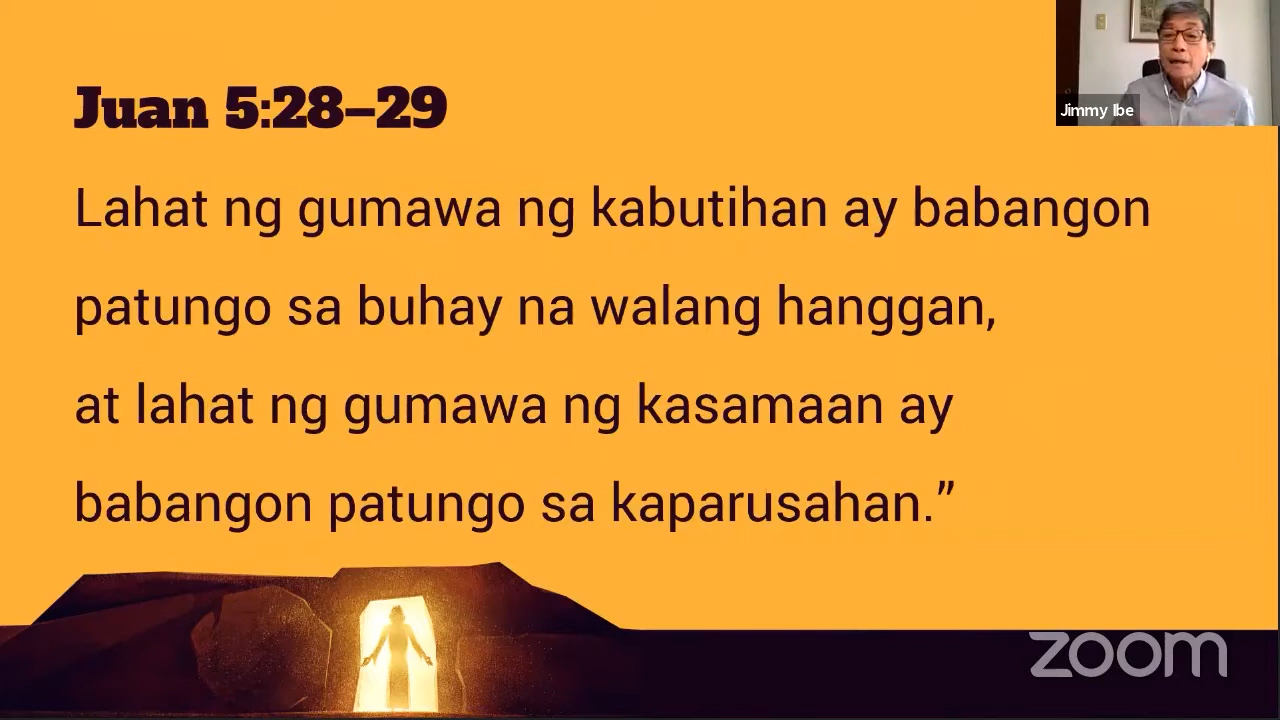 Juan 5:28–29
Jimmy Ibe
Lahat ng gumawa ng kabutihan ay babangon
patungo sa buhay na walang hanggan,
at lahat ng gumawa ng kasamaan ay
babangon patungo sa kaparusahan.”
zoom